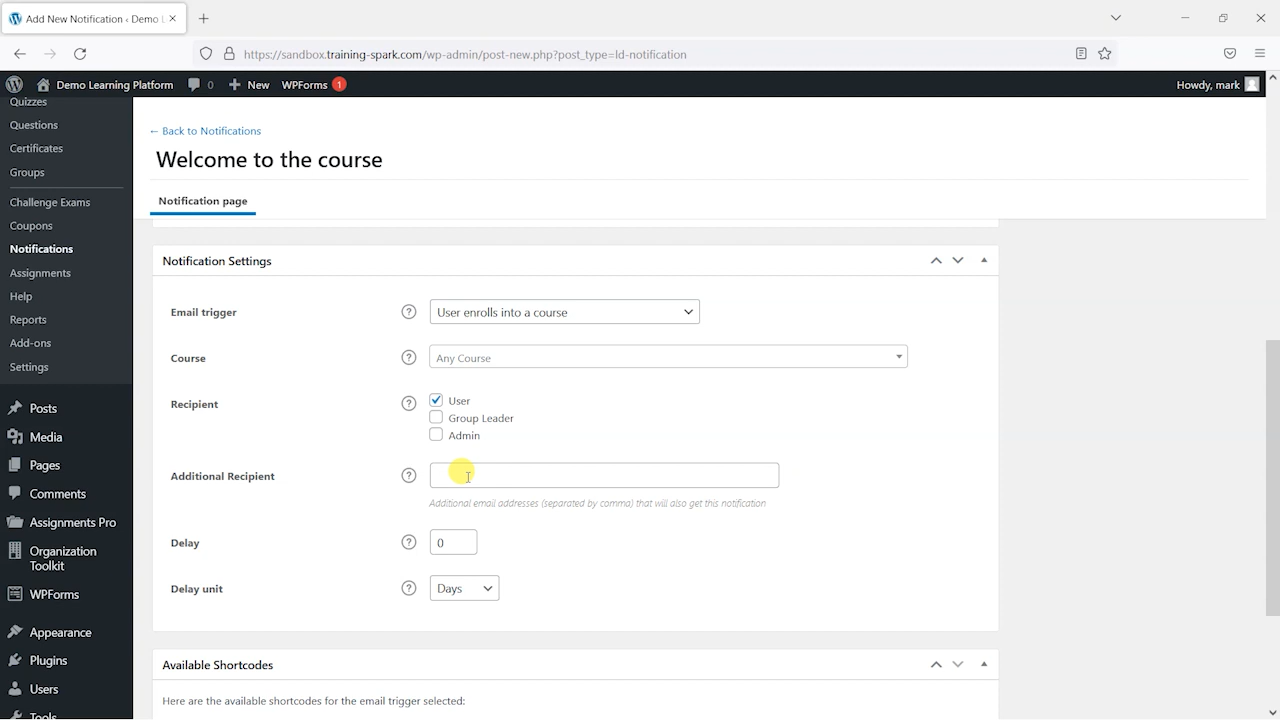 Add New Notification ‹ Demo L
https://sandbox.training-spark.com/wp-admin/post-new.php?post_type=ld-notification
Demo Learning Platform 0 New WPForms 1 Howdy, mark
Quizzes
Questions
Certificates
Groups
Challenge Exams
Coupons
Notifications
Assignments
Help
Reports
Add-ons
Settings
Posts
Media
Pages
Comments
Assignments Pro
Organization
Toolkit
WPForms
Appearance
Plugins
Users
Tools
← Back to Notifications
Welcome to the course
Notification page
Notification Settings
Email trigger ? User enrolls into a course
Course ? Any Course
Recipient ? User
Group Leader
Admin
Additional Recipient ?
Additional email addresses (separated by comma) that will also get this notification
Delay ? 0
Delay unit ? Days
Available Shortcodes
Here are the available shortcodes for the email trigger selected: